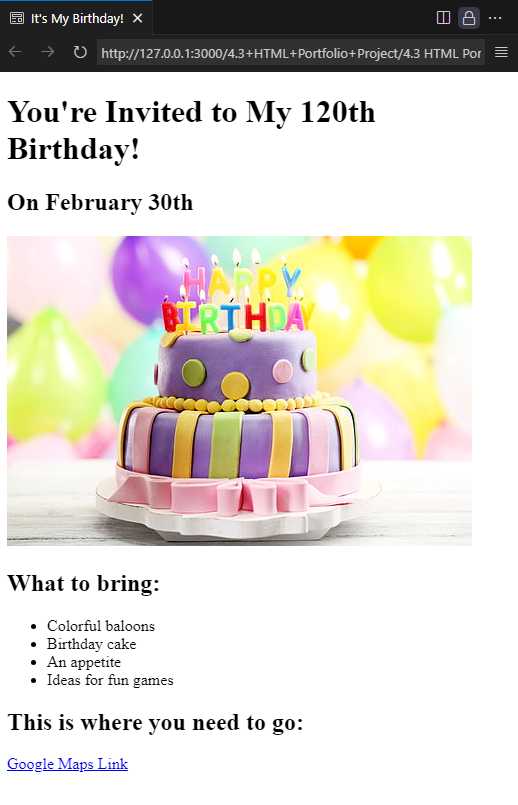 It's My Birthday!
http://127.0.0.1:3000/4.3+HTML+Portfolio+Project/4.3 HTML Por
You're Invited to My 120th
Birthday!
On February 30th
HAPPY
BIRTHDAY
What to bring:
Colorful baloons
Birthday cake
An appetite
Ideas for fun games
This is where you need to go:
Google Maps Link